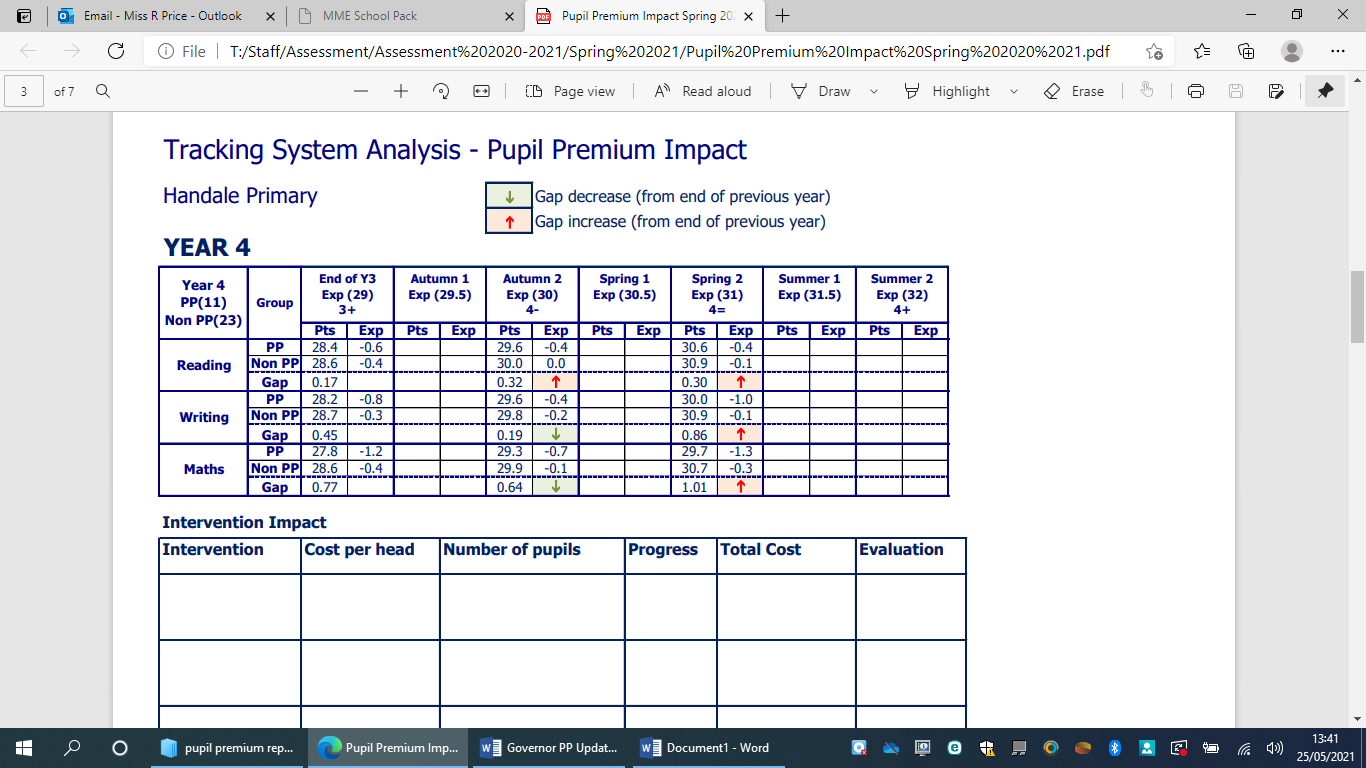 Email - Miss R Price - Outlook
MME School Pack
Pupil Premium Impact Spring 20
File T:/Staff/Assessment/Assessment%202020-2021/Spring%202021/Pupil%20Premium%20Impact%20Spring%202020%2021.pdf
3 of 7 Page view Read aloud Draw Highlight Erase
Tracking System Analysis - Pupil Premium Impact
Handale Primary
↓ Gap decrease (from end of previous year)
↑ Gap increase (from end of previous year)
YEAR 4
Year 4 PP(11) Non PP(23) Group End of Y3 Exp (29) 3+ Autumn 1 Exp (29.5) Autumn 2 Exp (30) 4- Spring 1 Exp (30.5) Spring 2 Exp (31) 4= Summer 1 Exp (31.5) Summer 2 Exp (32) 4+
Pts Exp Pts Exp Pts Exp Pts Exp Pts Exp Pts Exp Pts Exp
Reading
PP 28.4 -0.6 29.6 -0.4 30.6 -0.4
Non PP 28.6 -0.4 30.0 0.0 30.9 -0.1
Gap 0.17 0.32 ↑ 0.30 ↑
Writing
PP 28.2 -0.8 29.6 -0.4 30.0 -1.0
Non PP 28.7 -0.3 29.8 -0.2 30.9 -0.1
Gap 0.45 0.19 ↓ 0.86 ↑
Maths
PP 27.8 -1.2 29.3 -0.7 29.7 -1.3
Non PP 28.6 -0.4 29.9 -0.1 30.7 -0.3
Gap 0.77 0.64 ↓ 1.01 ↑
Intervention Impact
Intervention Cost per head Number of pupils Progress Total Cost Evaluation
pupil premium rep... Pupil Premium Imp... Governor PP Updat... Document1 - Word
13:41
25/05/2021